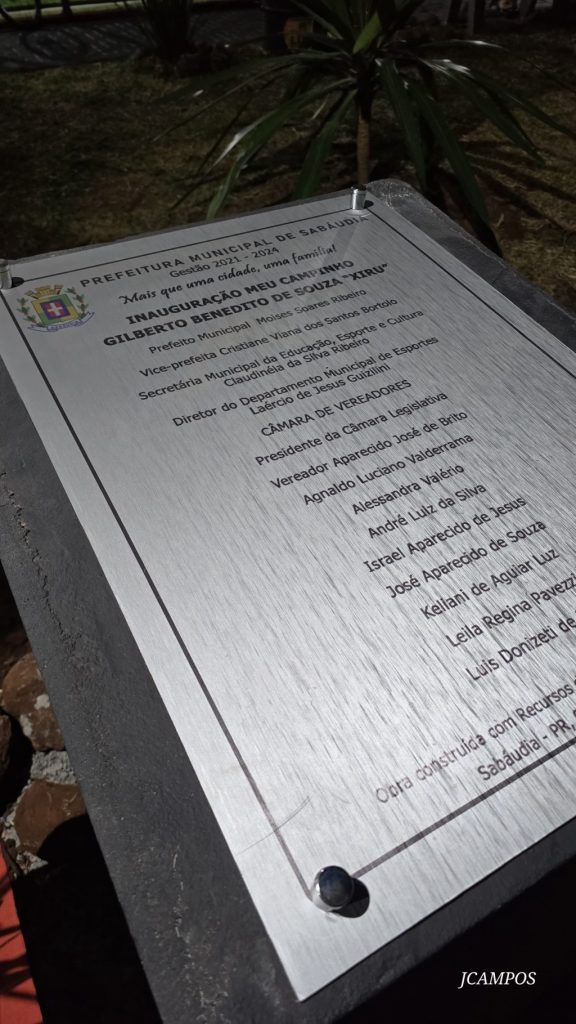 PREFEITURA MUNICIPAL DE SABÁUDIA
Gestão 2021 - 2024
Mais que uma cidade, uma família!
INAUGURAÇÃO MEU CAMPINHO
GILBERTO BENEDITO DE SOUZA "XIRU"
Prefeito Municipal Moises Soares Ribeiro
Vice-prefeita Cristiane Viana dos Santos Bortolo
Secretária Municipal da Educação, Esporte e Cultura
Claudinéia da Silva Ribeiro
Diretor do Departamento Municipal de Esportes
Laércio de Jesus Guizilini
CÂMARA DE VEREADORES
Presidente da Câmara Legislativa
Vereador Aparecido José de Brito
Agnaldo Luciano Valderrama
Alessandra Valério
André Luiz da Silva
Israel Aparecido de Jesus
José Aparecido de Souza
Kellani de Aguiar Luz
Leila Regina Pavezzi
Luis Donizeti de
Obra construída com Recursos
Sabáudia - PR,
JCAMPOS